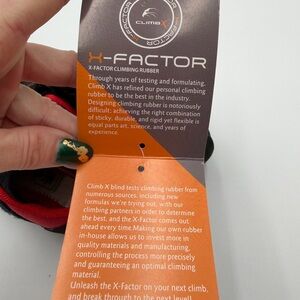 X-FACTOR
CLIMB X
X-FACTOR
X-FACTOR
X-FACTOR CLIMBING RUBBER
Through years of testing and formulating,
Climb X has refined our personal climbing
rubber to be the best in the industry.
Designing climbing rubber is notoriously
difficult: achieving the right combination
of sticky, durable, and rigid yet flexible is
equal parts art, science, and years of
experience.
Climb X blind tests climbing rubber from
numerous sources, including new
formulas we're trying out, with our
climbing partners in order to determine
the best, and the X-Factor comes out
ahead every time. Making our own rubber
in-house allows us to invest more in
quality materials and manufacturing,
controlling the process more precisely
and guaranteeing an optimal climbing
material.
Unleash the X-Factor on your next climb,
and break through to the next level!